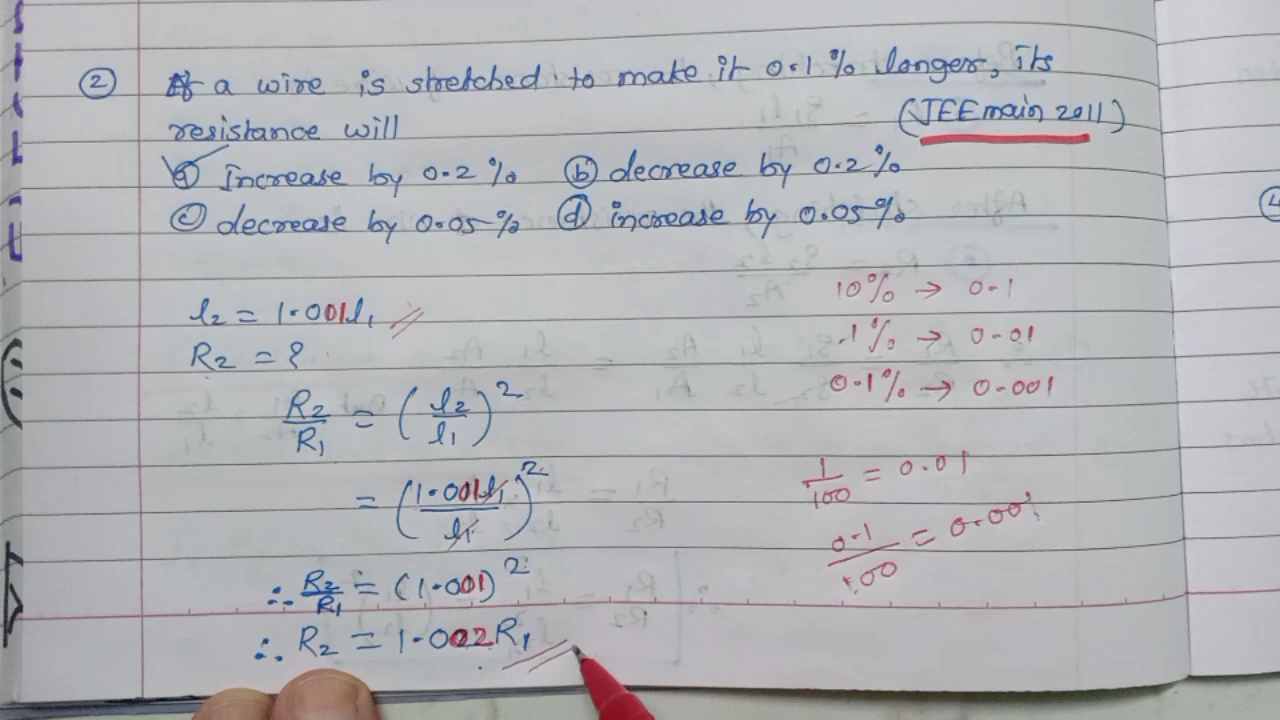 ② If a wire is stretched to make it 0.1% longer, its
resistance will (JEE main 2011)
ⓐ Increase by 0.2% ⓑ decrease by 0.2%
ⓒ decrease by 0.05% ⓓ increase by 0.05%
l₂ = 1.001l₁
R₂ = ?
10% → 0.1
1% → 0.01
0.1% → 0.001
R₂/R₁ = (l₂/l₁)²
= (1.001l₁/l₁)²
1/100 = 0.01
0.1/100 = 0.001
∴ R₂/R₁ = (1.001)²
∴ R₂ = 1.002R₁